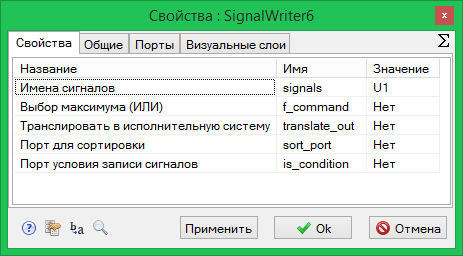 Свойства : SignalWriter6
x
Свойства Общие Порты Визуальные слои Σ
Название Имя Значение
Имена сигналов signals U1
Выбор максимума (ИЛИ) f_command Нет
Транслировать в исполнительную систему translate_out Нет
Порт для сортировки sort_port Нет
Порт условия записи сигналов is_condition Нет
? b a Применить Ok Отмена